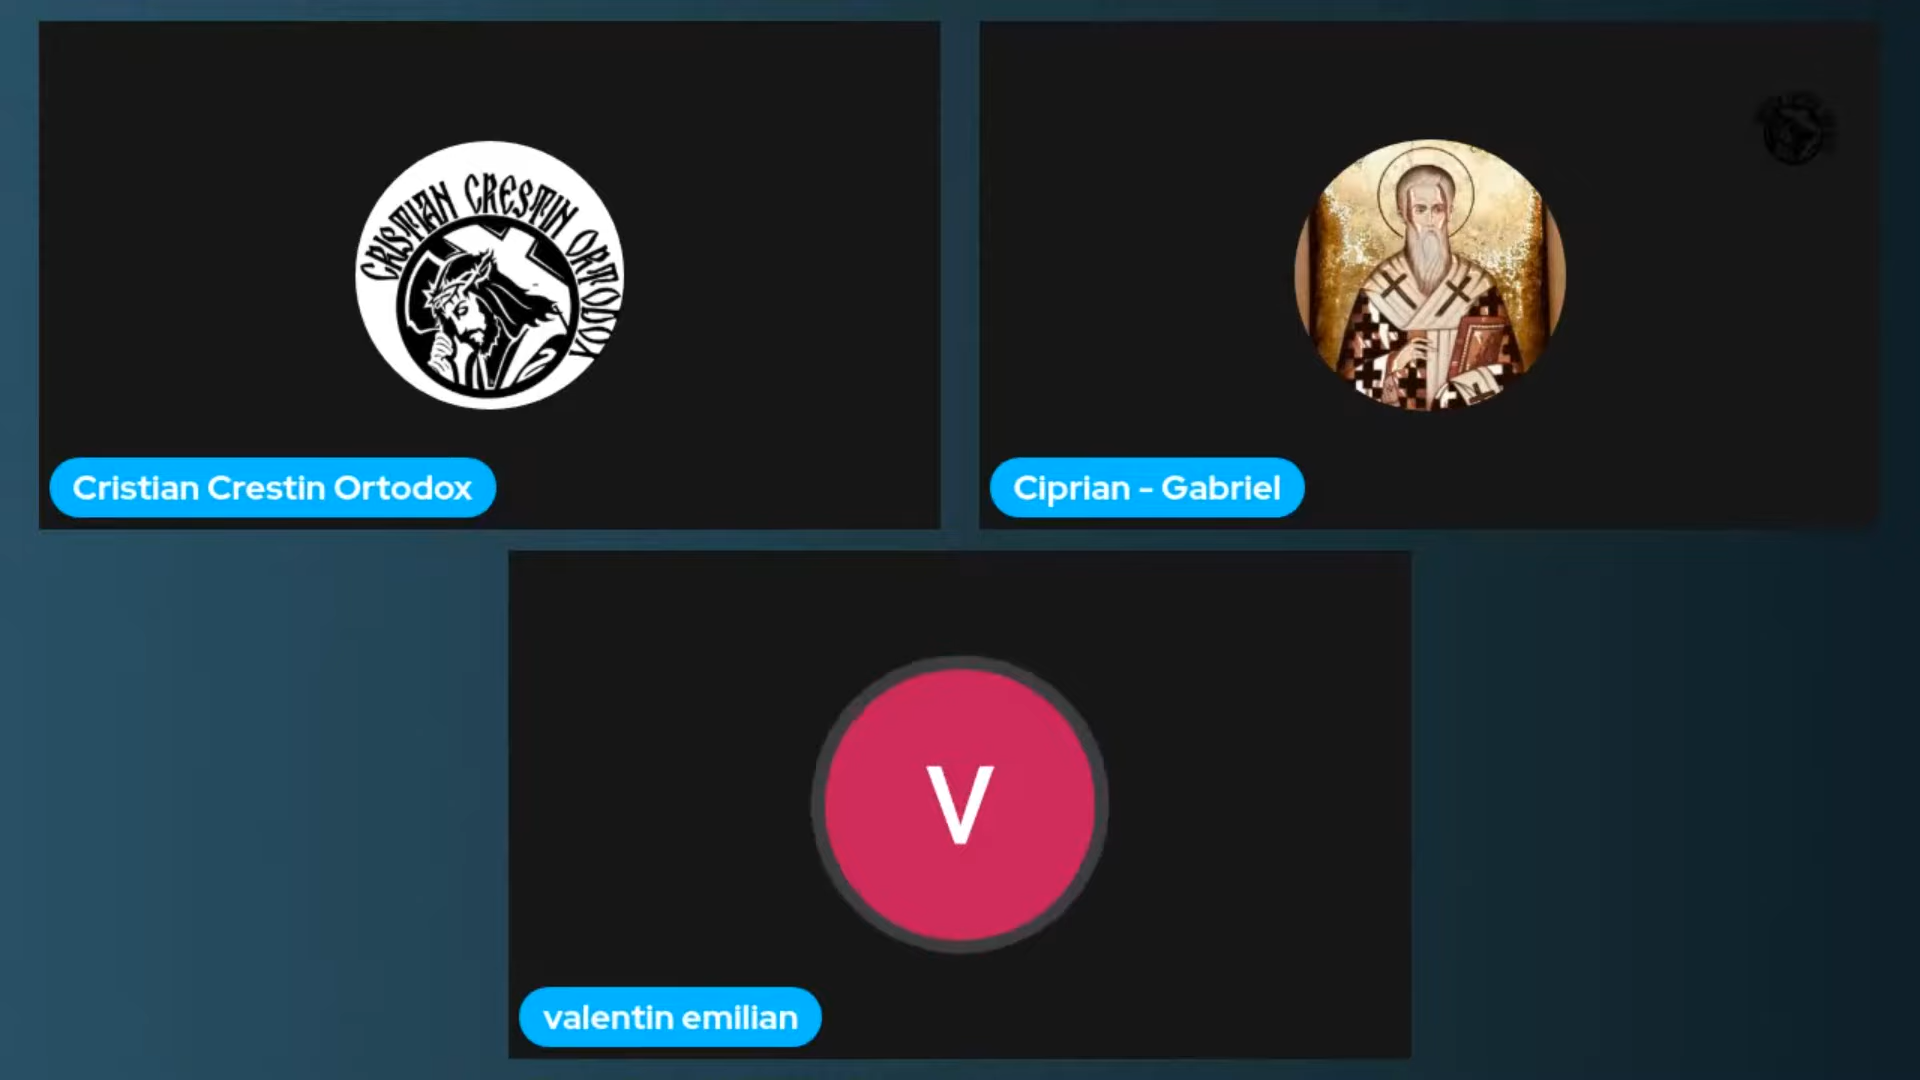 CRISTIAN CRESTIN ORTODOX
Cristian Crestin Ortodox
Ciprian - Gabriel
V
valentin emilian